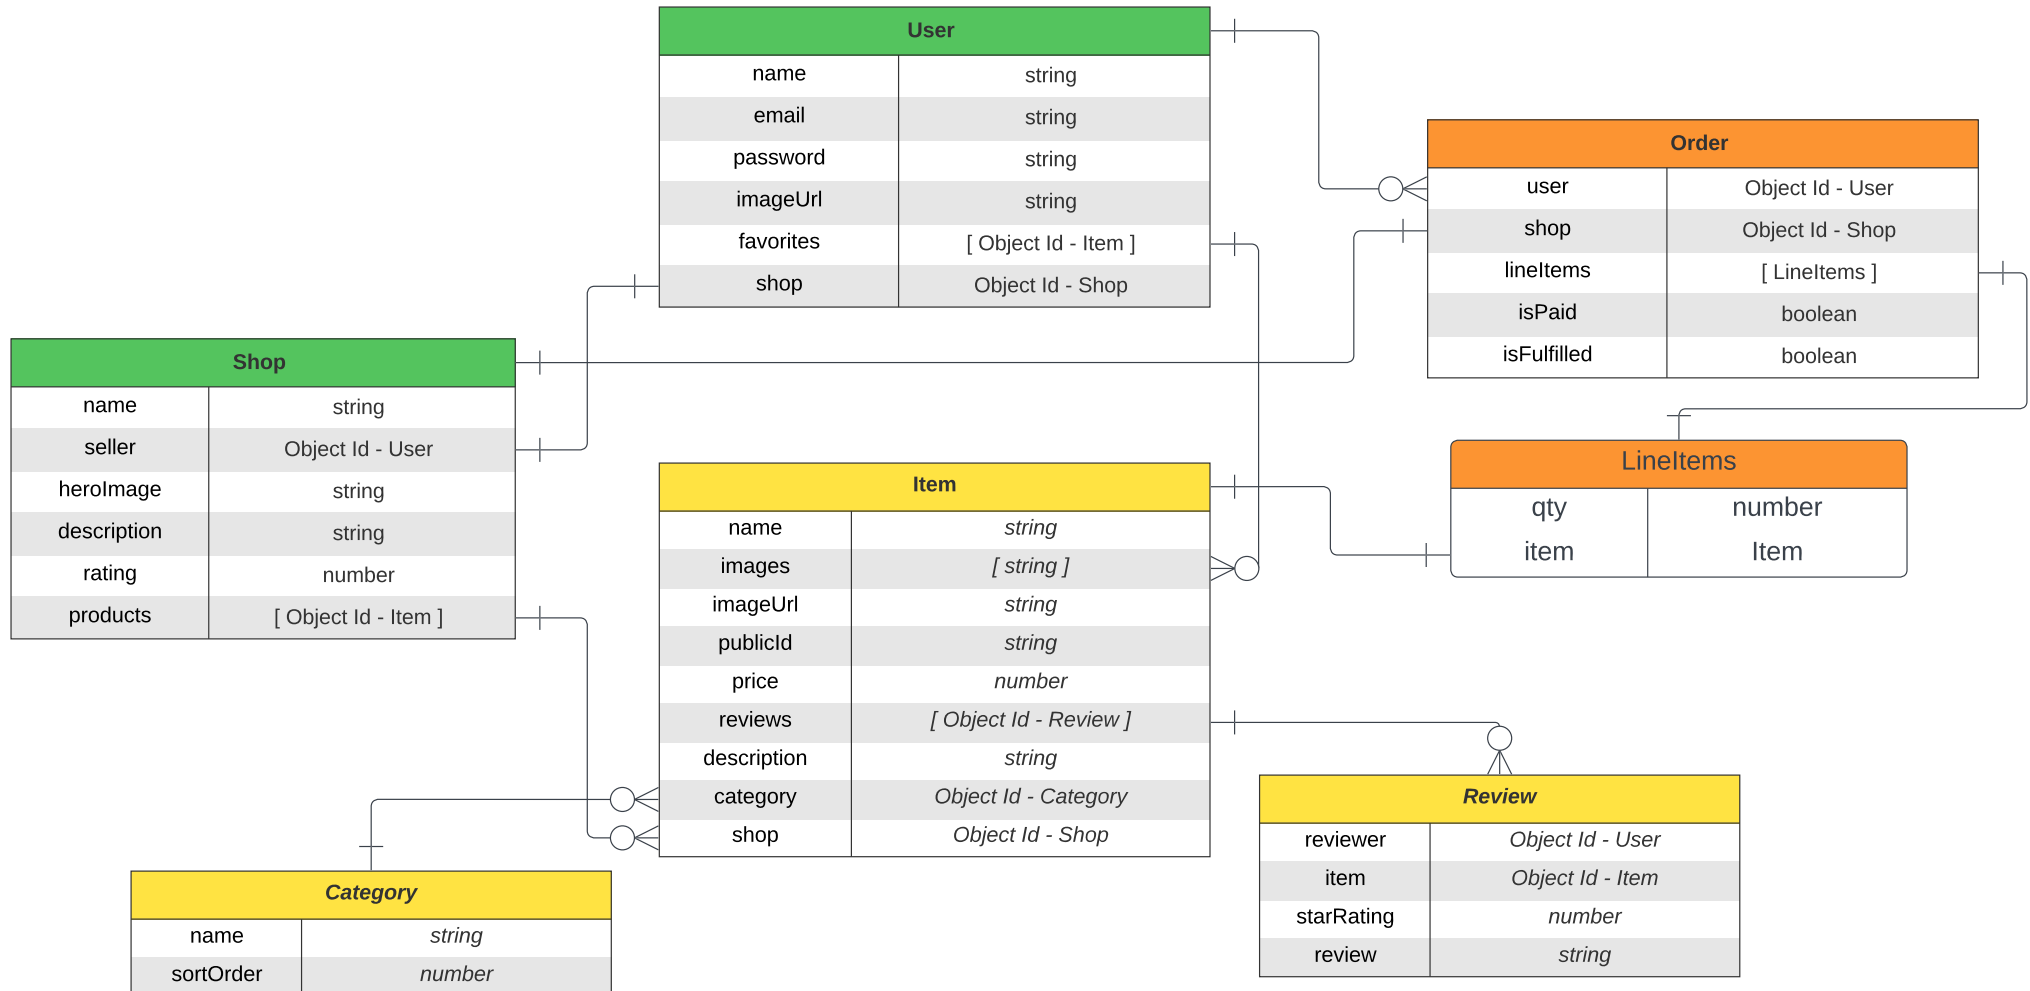 User
name string
email string
password string
imageUrl string
favorites [ Object Id - Item ]
shop Object Id - Shop
Order
user Object Id - User
shop Object Id - Shop
lineItems [ LineItems ]
isPaid boolean
isFulfilled boolean
Shop
name string
seller Object Id - User
heroImage string
description string
rating number
products [ Object Id - Item ]
LineItems
qty number
item Item
Item
name string
images [ string ]
imageUrl string
publicId string
price number
reviews [ Object Id - Review ]
description string
category Object Id - Category
shop Object Id - Shop
Review
reviewer Object Id - User
item Object Id - Item
starRating number
review string
Category
name string
sortOrder number